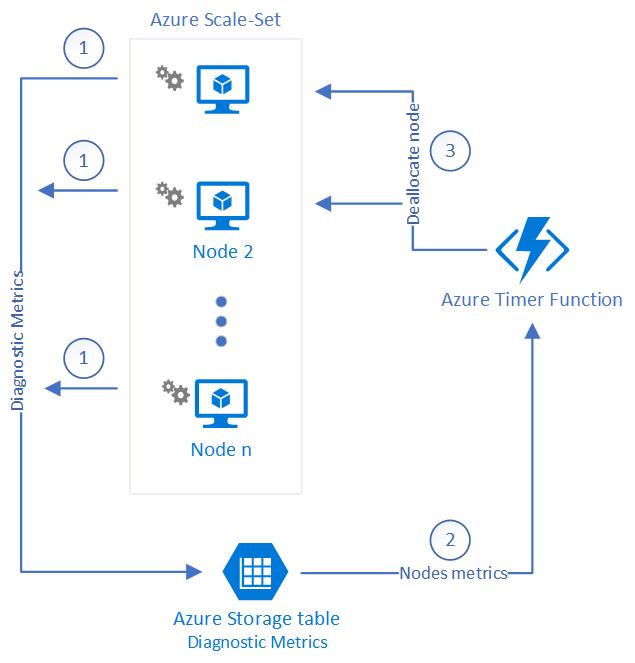 Azure Scale-Set
1
1
Node 2
3
Deallocate node
Azure Timer Function
Diagnostic Metrics
1
Node n
2
Nodes metrics
Azure Storage table
Diagnostic Metrics